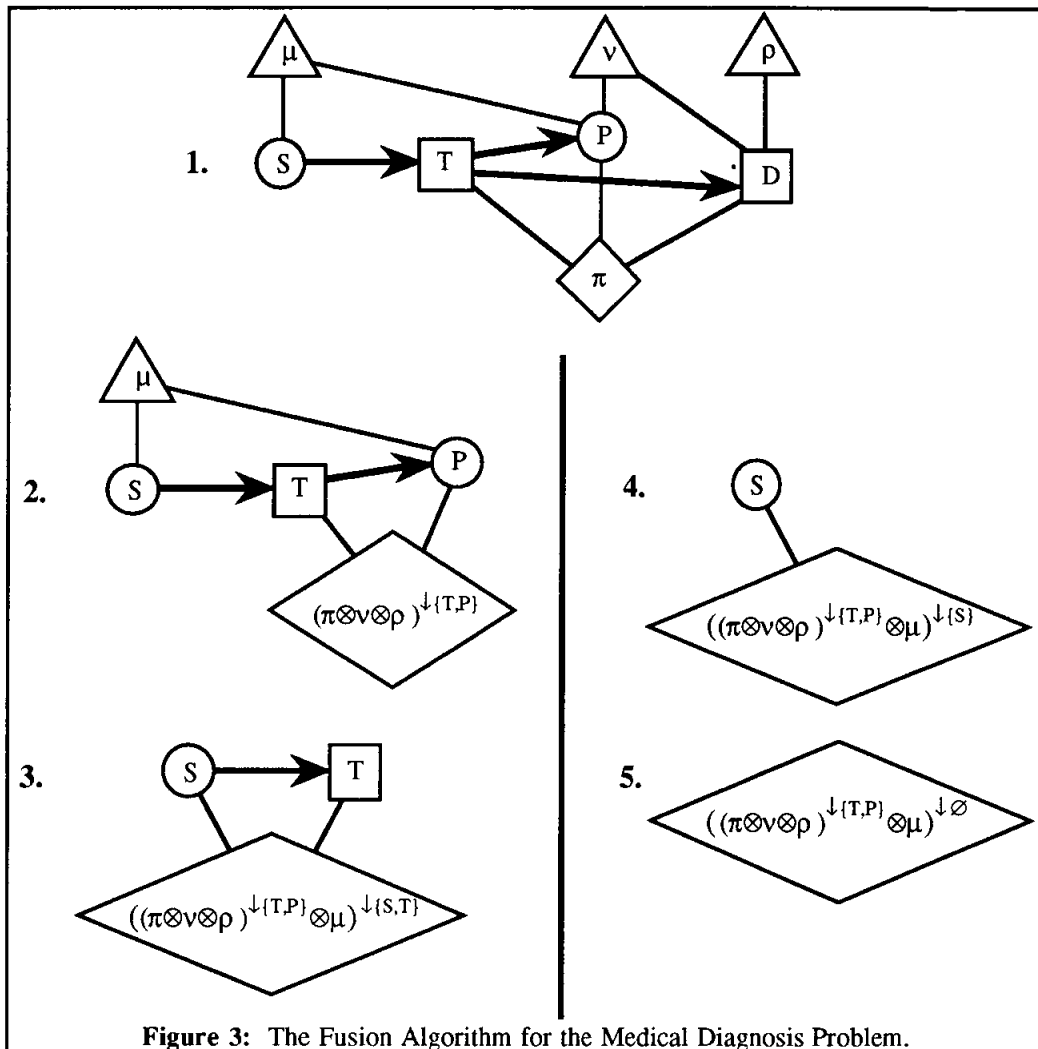 μ
ν
ρ
1.
S
T
P
D
π
μ
2.
S
T
P
(π⊗ν⊗ρ)↓{T,P}
3.
S
T
((π⊗ν⊗ρ)↓{T,P}⊗μ)↓{S,T}
4.
S
((π⊗ν⊗ρ)↓{T,P}⊗μ)↓{S}
5.
((π⊗ν⊗ρ)↓{T,P}⊗μ)↓∅
Figure 3: The Fusion Algorithm for the Medical Diagnosis Problem.